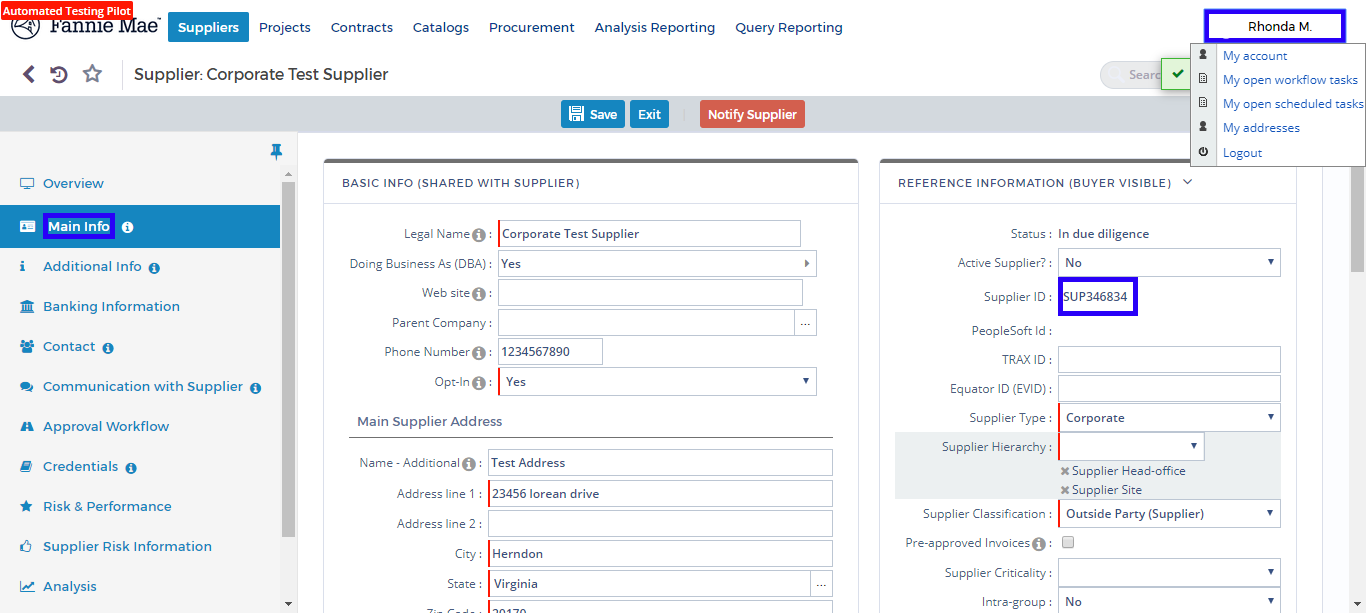 Automated Testing Pilot
Fannie Mae
Suppliers Projects Contracts Catalogs Procurement Analysis Reporting Query Reporting
Rhonda M.
My account
My open workflow tasks
My open scheduled tasks
My addresses
Logout
Supplier: Corporate Test Supplier
Searc
Save Exit Notify Supplier
Overview
Main Info
Additional Info
Banking Information
Contact
Communication with Supplier
Approval Workflow
Credentials
Risk & Performance
Supplier Risk Information
Analysis
BASIC INFO (SHARED WITH SUPPLIER)
Legal Name : Corporate Test Supplier
Doing Business As (DBA) : Yes
Web site :
Parent Company : ...
Phone Number : 1234567890
Opt-In : Yes
Main Supplier Address
Name - Additional : Test Address
Address line 1 : 23456 lorean drive
Address line 2 :
City : Herndon
State : Virginia ...
Zip Code : 20170
REFERENCE INFORMATION (BUYER VISIBLE)
Status : In due diligence
Active Supplier? : No
Supplier ID : SUP346834
PeopleSoft Id :
TRAX ID :
Equator ID (EVID) :
Supplier Type : Corporate
Supplier Hierarchy :
Supplier Head-office
Supplier Site
Supplier Classification : Outside Party (Supplier)
Pre-approved Invoices :
Supplier Criticality :
Intra-group : No